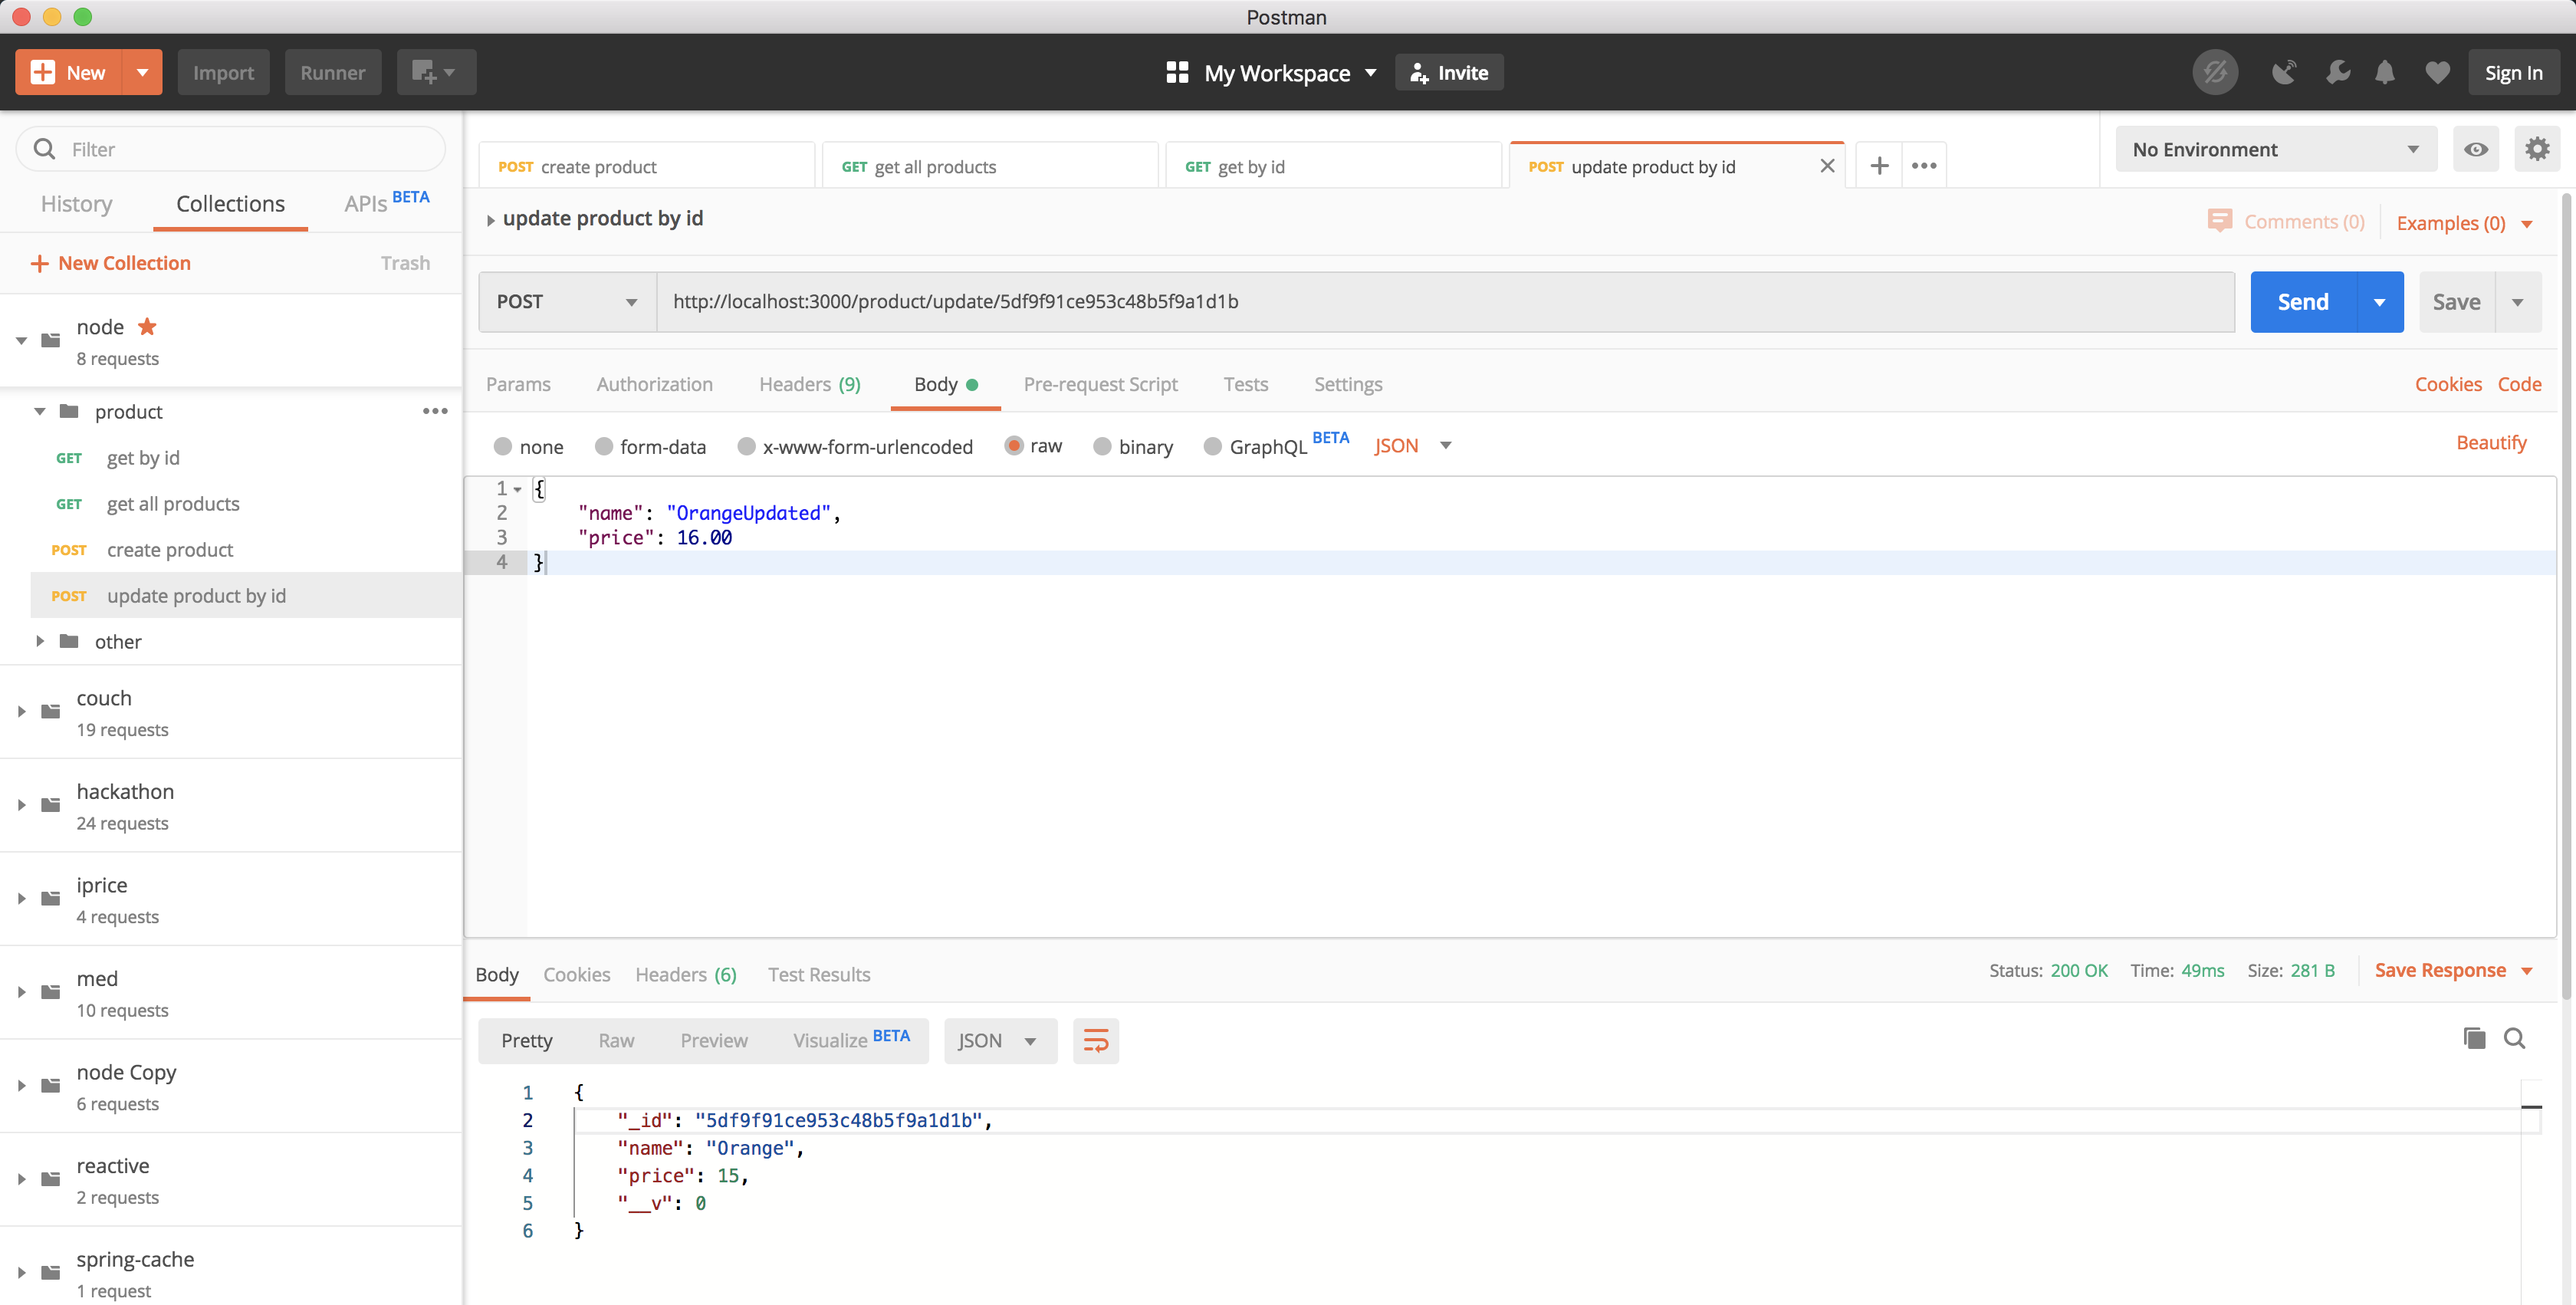 Postman
New
Import
Runner
My Workspace
Invite
Sign In
Filter
History
Collections
APIs BETA
New Collection
Trash
node
8 requests
product
GET get by id
GET get all products
POST create product
POST update product by id
other
couch
19 requests
hackathon
24 requests
iprice
4 requests
med
10 requests
node Copy
6 requests
reactive
2 requests
spring-cache
1 request
POST create product
GET get all products
GET get by id
POST update product by id
No Environment
update product by id
Comments (0)
Examples (0)
POST
http://localhost:3000/product/update/5df9f91ce953c48b5f9a1d1b
Send
Save
Params
Authorization
Headers (9)
Body
Pre-request Script
Tests
Settings
Cookies
Code
none
form-data
x-www-form-urlencoded
raw
binary
GraphQL BETA
JSON
Beautify
1 {
2 "name": "OrangeUpdated",
3 "price": 16.00
4 }
Body
Cookies
Headers (6)
Test Results
Status: 200 OK
Time: 49ms
Size: 281 B
Save Response
Pretty
Raw
Preview
Visualize BETA
JSON
1 {
2 "_id": "5df9f91ce953c48b5f9a1d1b",
3 "name": "Orange",
4 "price": 15,
5 "__v": 0
6 }